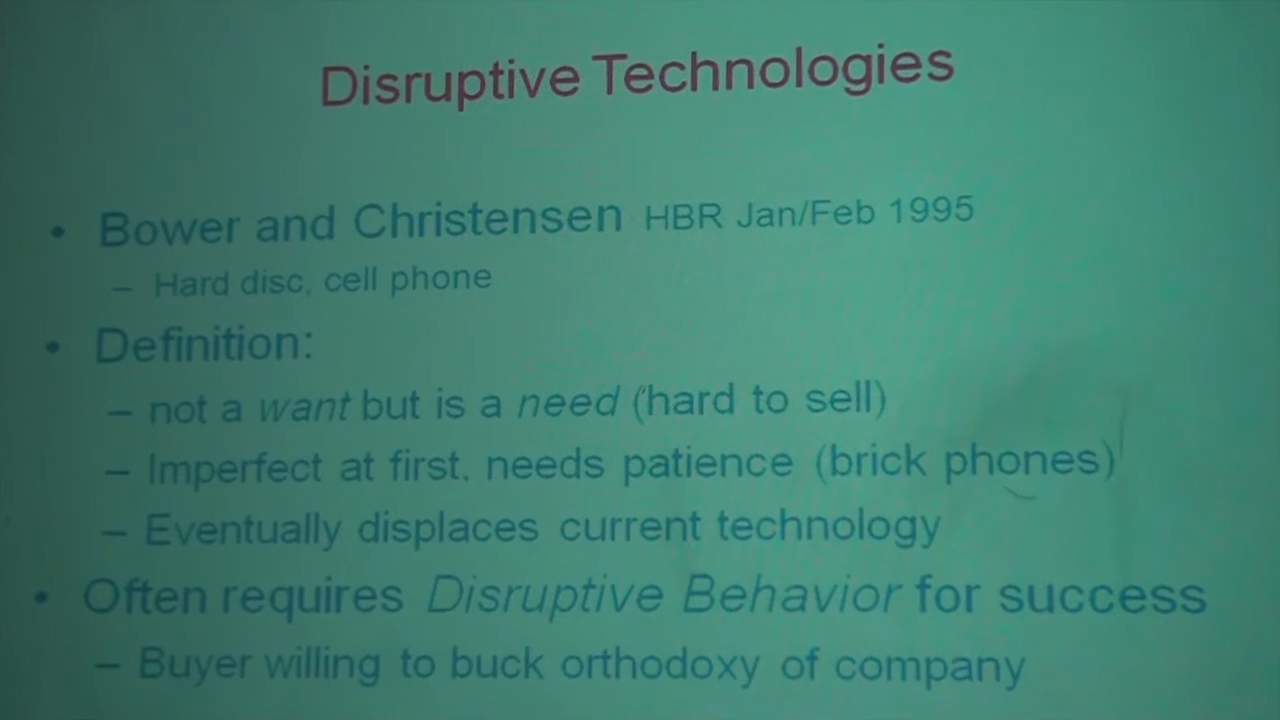 Disruptive Technologies
• Bower and Christensen HBR Jan/Feb 1995
– Hard disc, cell phone
• Definition:
– not a want but is a need (hard to sell)
– Imperfect at first, needs patience (brick phones)
– Eventually displaces current technology
• Often requires Disruptive Behavior for success
– Buyer willing to buck orthodoxy of company